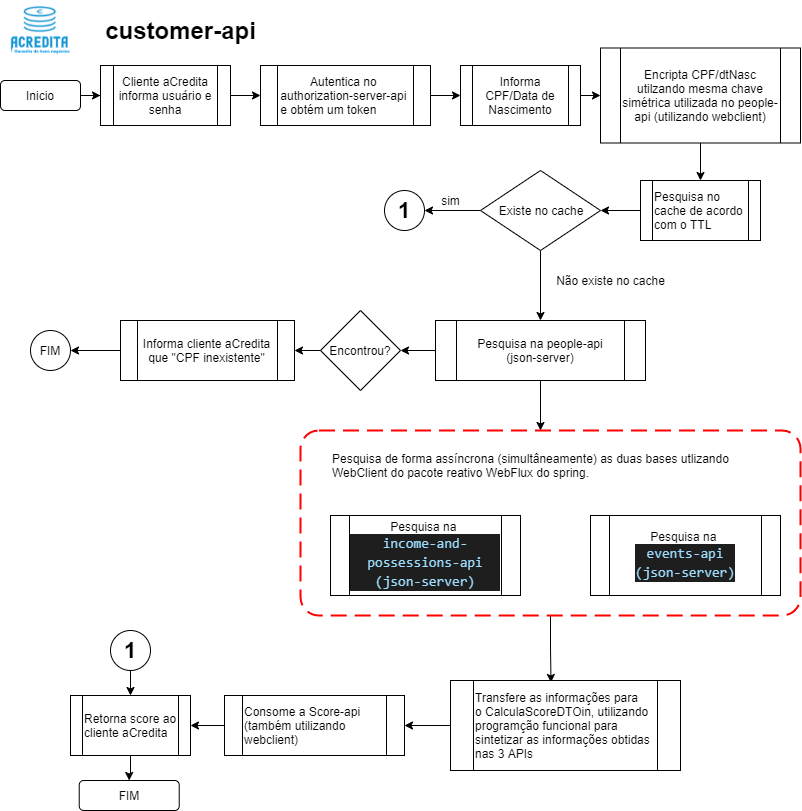 ACREDITA
Garantia de bons negócios
customer-api
Inicio
Cliente aCredita
informa usuário e
senha
Autentica no
authorization-server-api
e obtém um token
Informa
CPF/Data de
Nascimento
Encripta CPF/dtNasc
utilzando mesma chave
simétrica utilizada no people-
api (utilizando webclient)
1
sim
Existe no cache
Pesquisa no
cache de acordo
com o TTL
Não existe no cache
FIM
Informa cliente aCredita
que "CPF inexistente"
Encontrou?
Pesquisa na people-api
(json-server)
Pesquisa de forma assíncrona (simultâneamente) as duas bases utlizando
WebClient do pacote reativo WebFlux do spring.
Pesquisa na
income-and-
possessions-api
(json-server)
Pesquisa na
events-api
(json-server)
1
Retorna score ao
cliente aCredita
Consome a Score-api
(também utilizando
webclient)
Transfere as informações para
o CalculaScoreDTOin, utilizando
programção funcional para
sintetizar as informações obtidas
nas 3 APIs
FIM